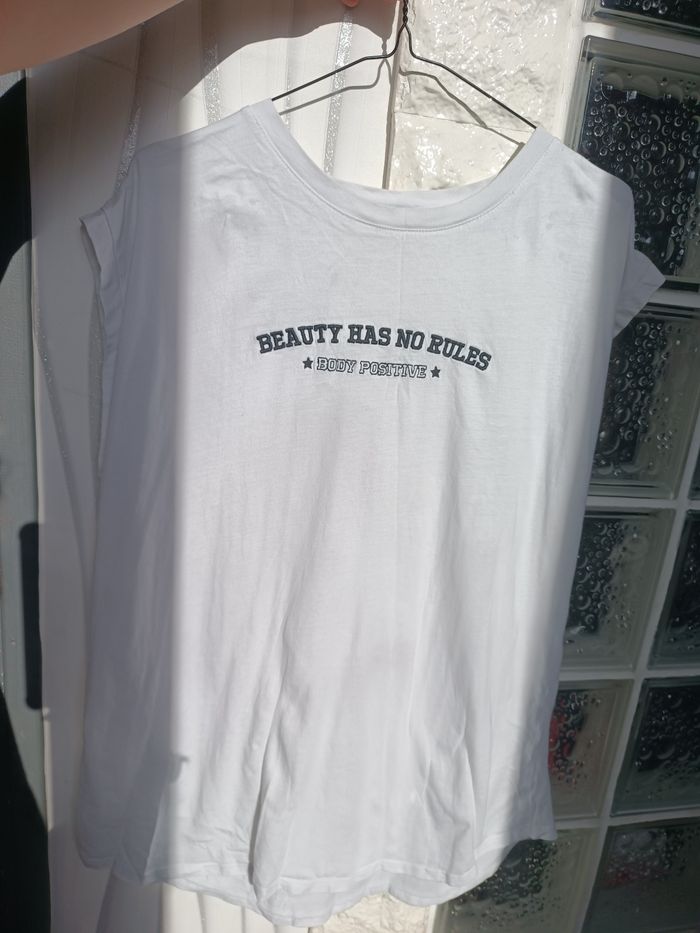 BEAUTY HAS NO RULES
★ BODY POSITIVE ★